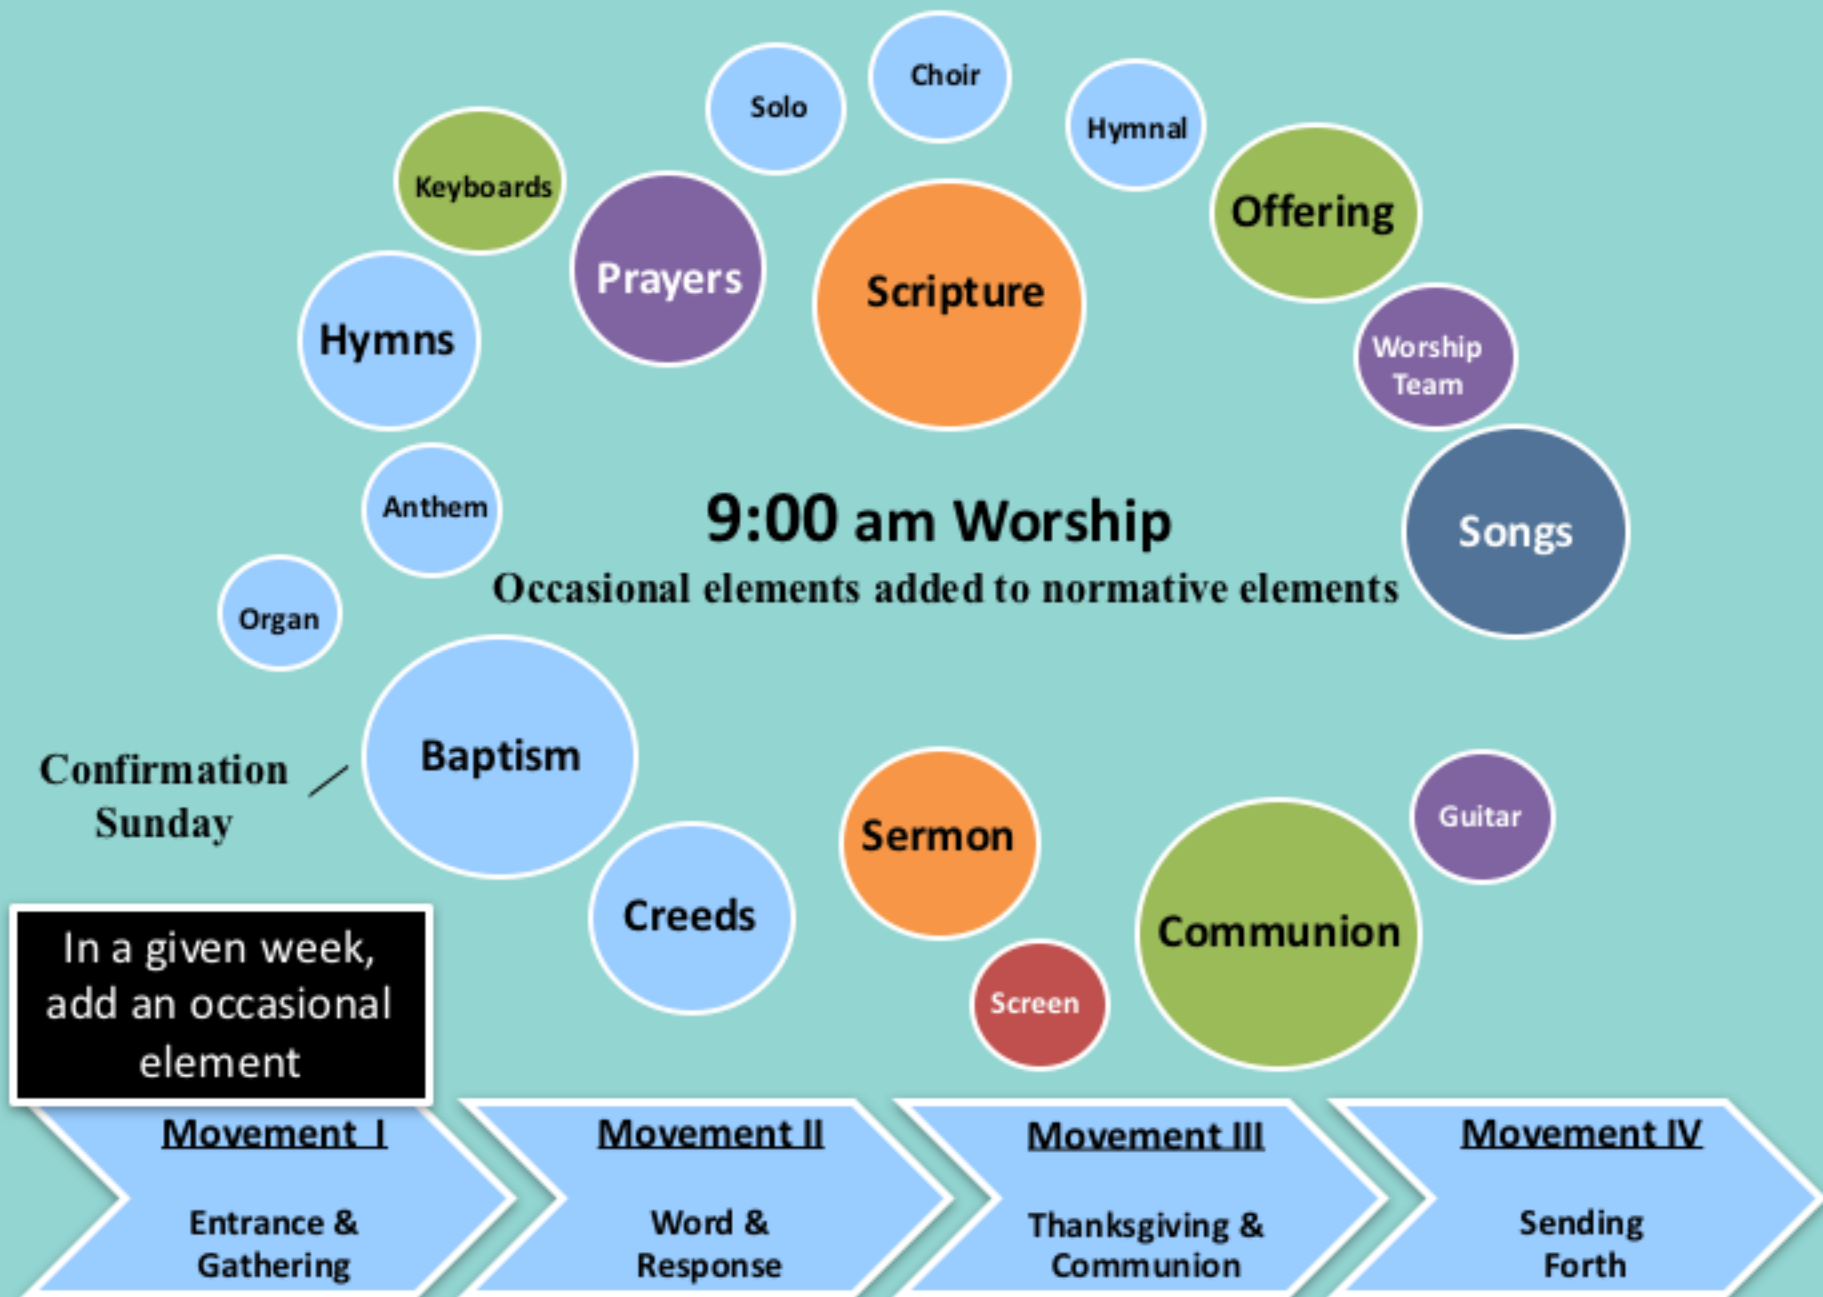 Choir
Solo
Hymnal
Keyboards
Offering
Prayers
Scripture
Hymns
Worship
Team
Anthem
9:00 am Worship
Songs
Occasional elements added to normative elements
Organ
Baptism
Confirmation
Sunday
Guitar
Sermon
Creeds
Communion
Screen
In a given week,
add an occasional
element
Movement I
Entrance &
Gathering
Movement II
Word &
Response
Movement III
Thanksgiving &
Communion
Movement IV
Sending
Forth